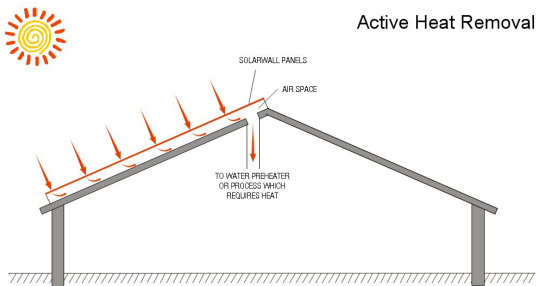 Active Heat Removal
SOLARWALL PANELS
AIR SPACE
TO WATER PREHEATER
OR PROCESS WHICH
REQUIRES HEAT